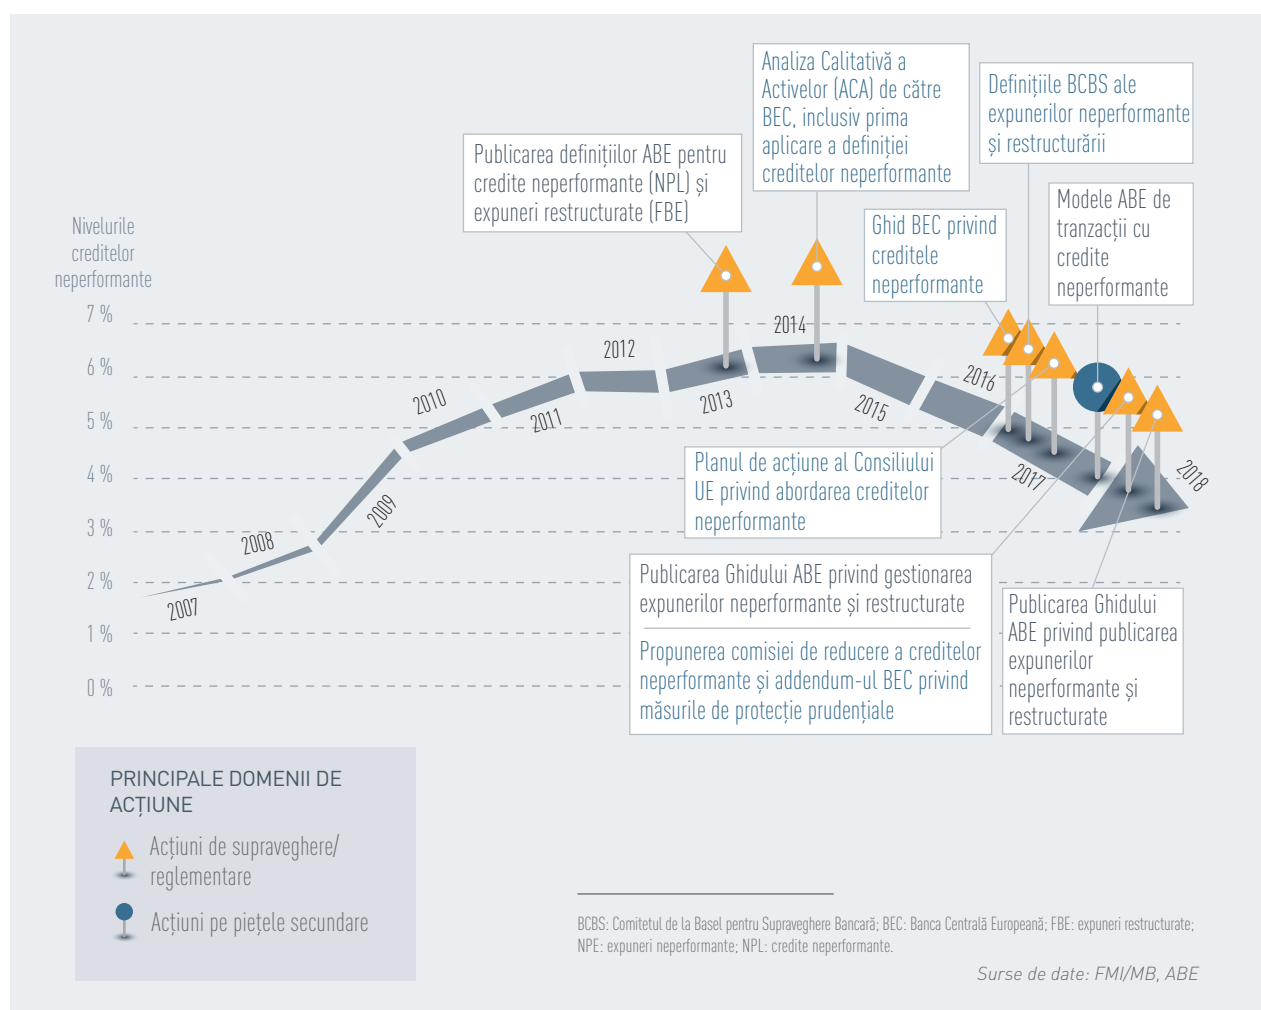 Analiza Calitativă a
Activelor (ACA) de către
BEC, inclusiv prima
aplicare a definiției
creditelor neperformante
Definițiile BCBS ale
expunerilor neperformante
și restructurării
Publicarea definițiilor ABE pentru
credite neperformante (NPL) și
expuneri restructurate (FBE)
Modele ABE de
tranzacții cu
credite
neperformante
Ghid BEC privind
creditele
neperformante
Nivelurile
creditelor
neperformante
7 %
6 %
5 %
4 %
3 %
2 %
1 %
0 %
2007
2008
2009
2010
2011
2012
2013
2014
2015
2016
2017
2018
Planul de acțiune al Consiliului
UE privind abordarea creditelor
neperformante
Publicarea Ghidului ABE privind gestionarea
expunerilor neperformante și restructurate
Propunerea comisiei de reducere a creditelor
neperformante și addendum-ul BEC privind
măsurile de protecție prudențiale
Publicarea Ghidului
ABE privind publicarea
expunerilor
neperformante și
restructurate
PRINCIPALE DOMENII DE
ACȚIUNE
Acțiuni de supraveghere/
reglementare
Acțiuni pe piețele secundare
BCBS: Comitetul de la Basel pentru Supraveghere Bancară; BEC: Banca Centrală Europeană; FBE: expuneri restructurate;
NPE: expuneri neperformante; NPL: credite neperformante.
Surse de date: FMI/MB, ABE